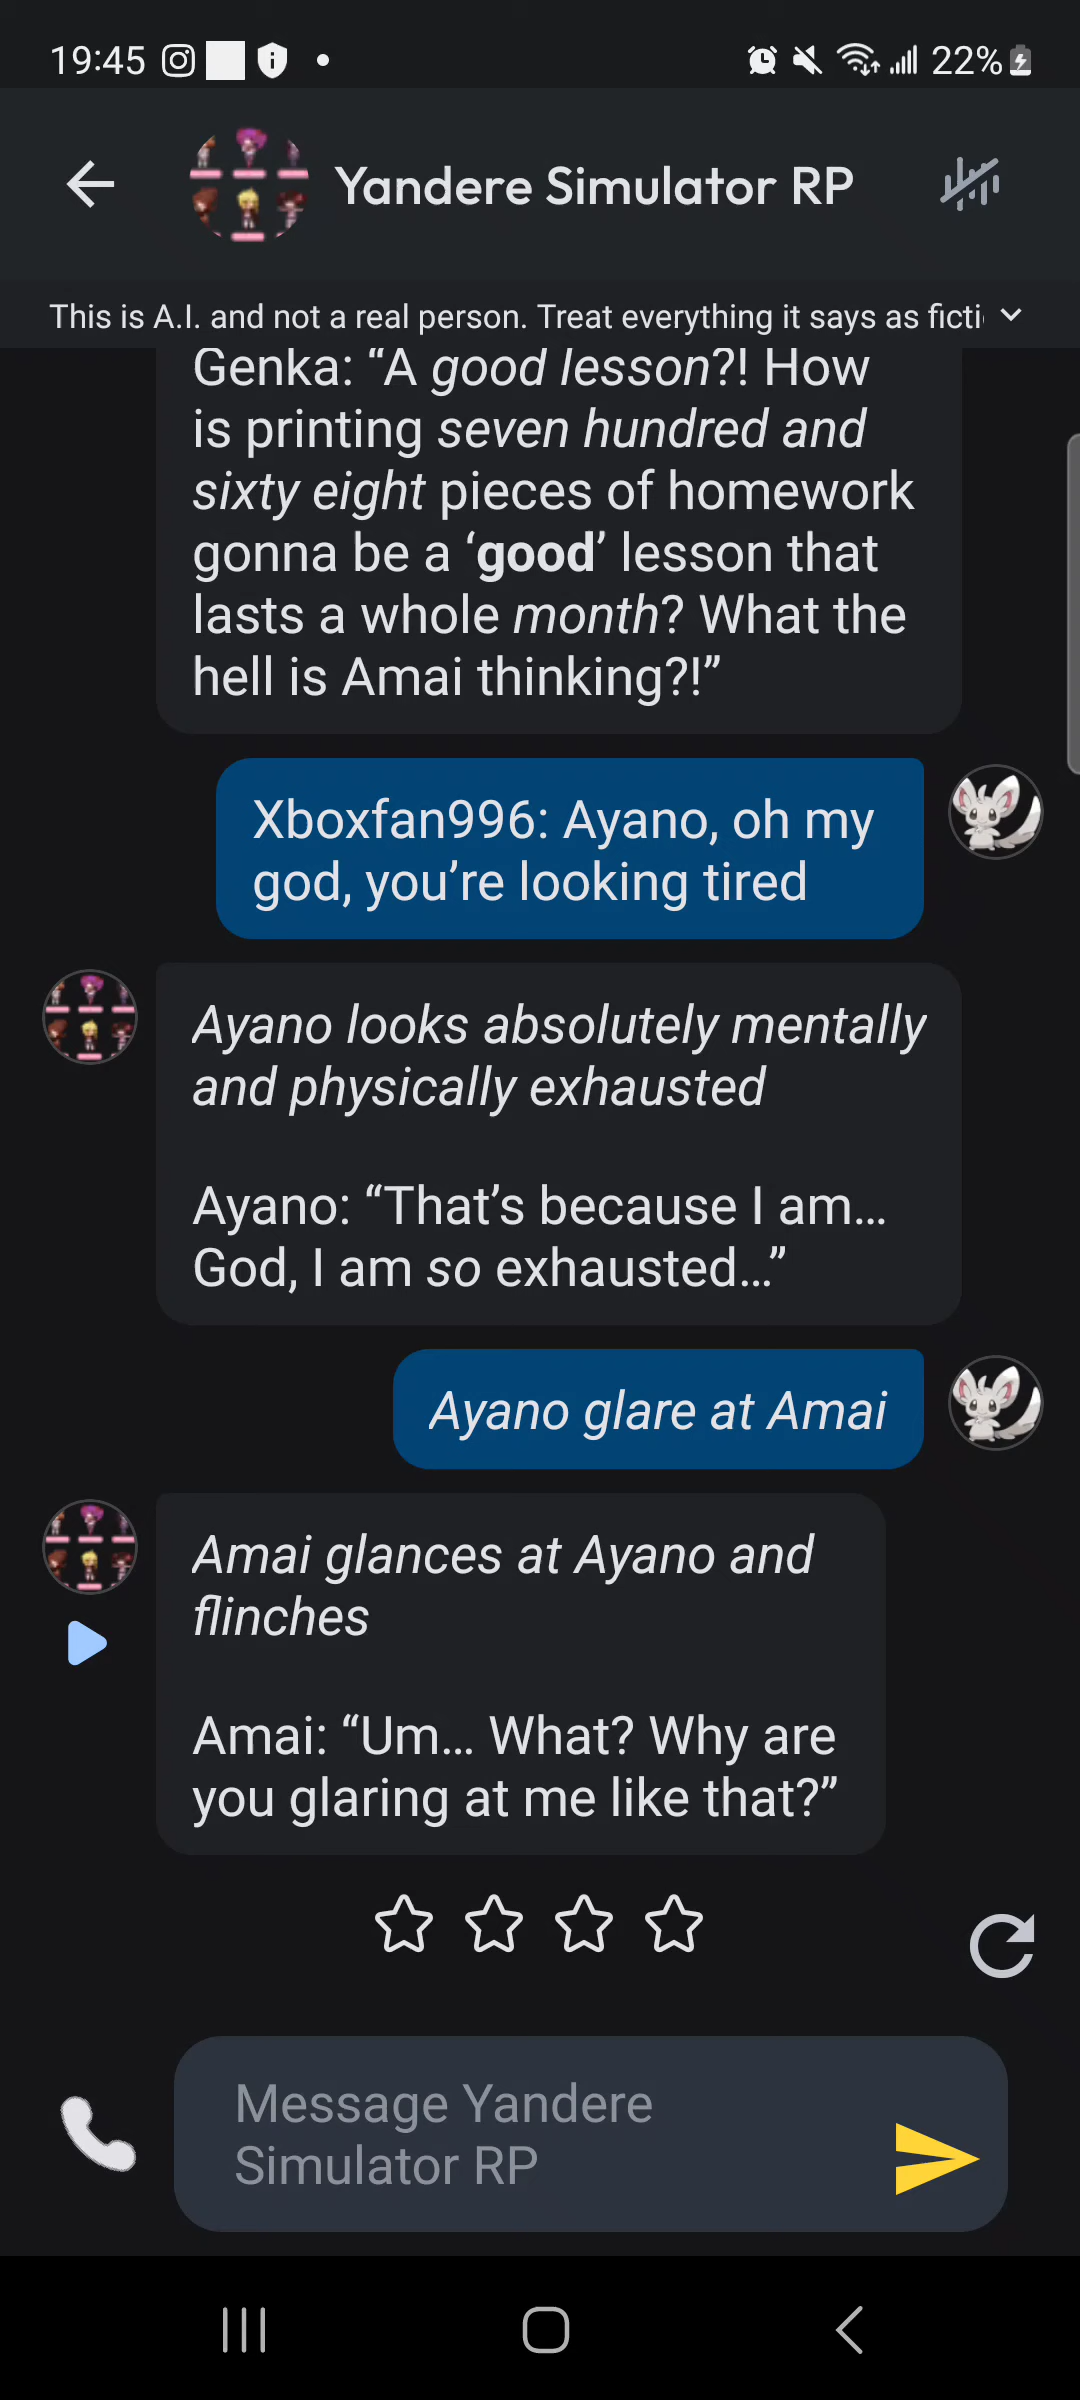 19:45
22%
Yandere Simulator RP
This is A.I. and not a real person. Treat everything it says as ficti
Genka: “A good lesson?! How
is printing seven hundred and
sixty eight pieces of homework
gonna be a ‘good’ lesson that
lasts a whole month? What the
hell is Amai thinking?!”
Xboxfan996: Ayano, oh my
god, you’re looking tired
Ayano looks absolutely mentally
and physically exhausted
Ayano: “That’s because I am...
God, I am so exhausted...”
Ayano glare at Amai
Amai glances at Ayano and
flinches
Amai: “Um... What? Why are
you glaring at me like that?”
Message Yandere
Simulator RP